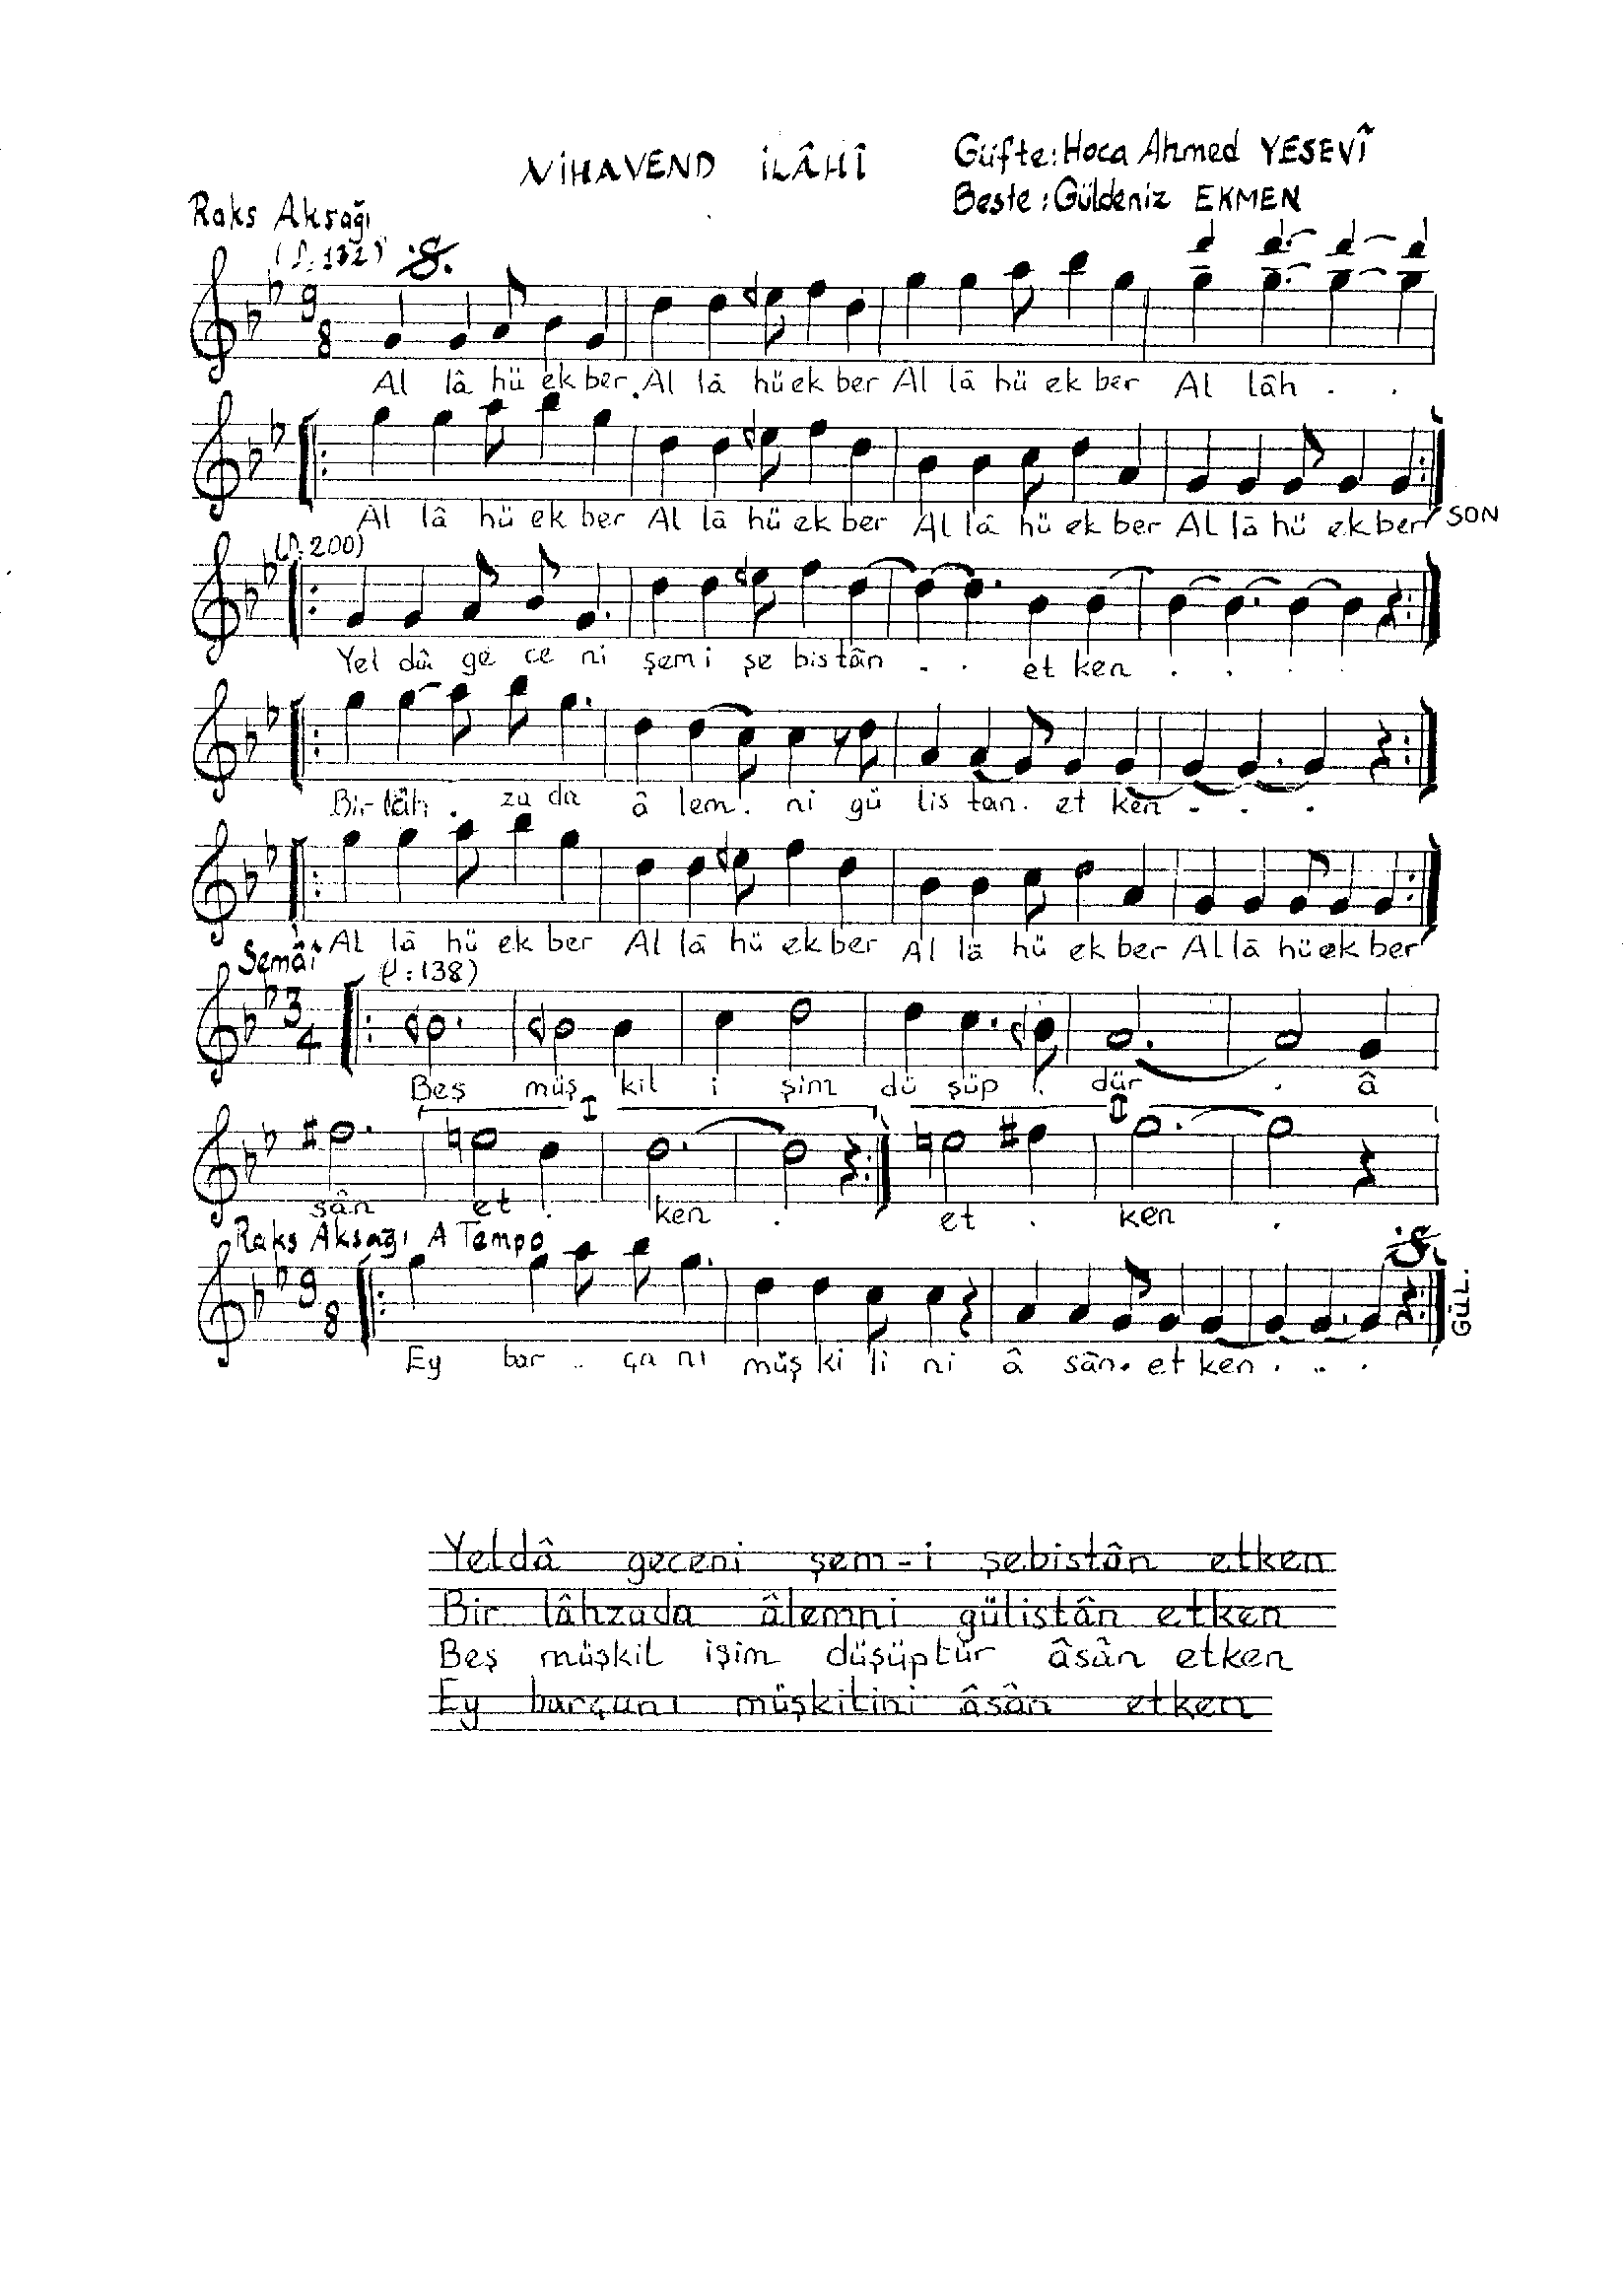 NİHAVEND İLÂHÎ
Güfte: Hoca Ahmed YESEVÎ
Beste: Güldeniz EKMEN
Raks Aksağı
(♪: 132)
9
8
Al lâ hü ek ber. Al lâ hü ek ber Al lâ hü ek ber Al lâh . .
Al lâ hü ek ber Al lâ hü ek ber Al lâ hü ek ber Al lâ hü ek ber SON
(♪: 200)
Yel dâ ge ce ni şem i şe bis tân . . et ken . . . .
Bir lâh . za da â lem . ni gü lis tan . et ken . . .
Al lâ hü ek ber Al lâ hü ek ber Al lâ hü ek ber Al lâ hü ek ber
Semâi
(♩: 138)
3
4
Beş müş kil i şim dü şüp . dür . â
I II
sân et . ken . et . ken .
Raks Aksağı A Tempo
9
8
Ey bar .. ça nı müş ki li ni â sân . et ken . .. .
GÜL.
Yeldâ geceni şem-i şebistân etken
Bir lâhzada âlemni gülistân etken
Beş müşkil işim düşüptür âsân etken
Ey barçanı müşkilini âsân etken